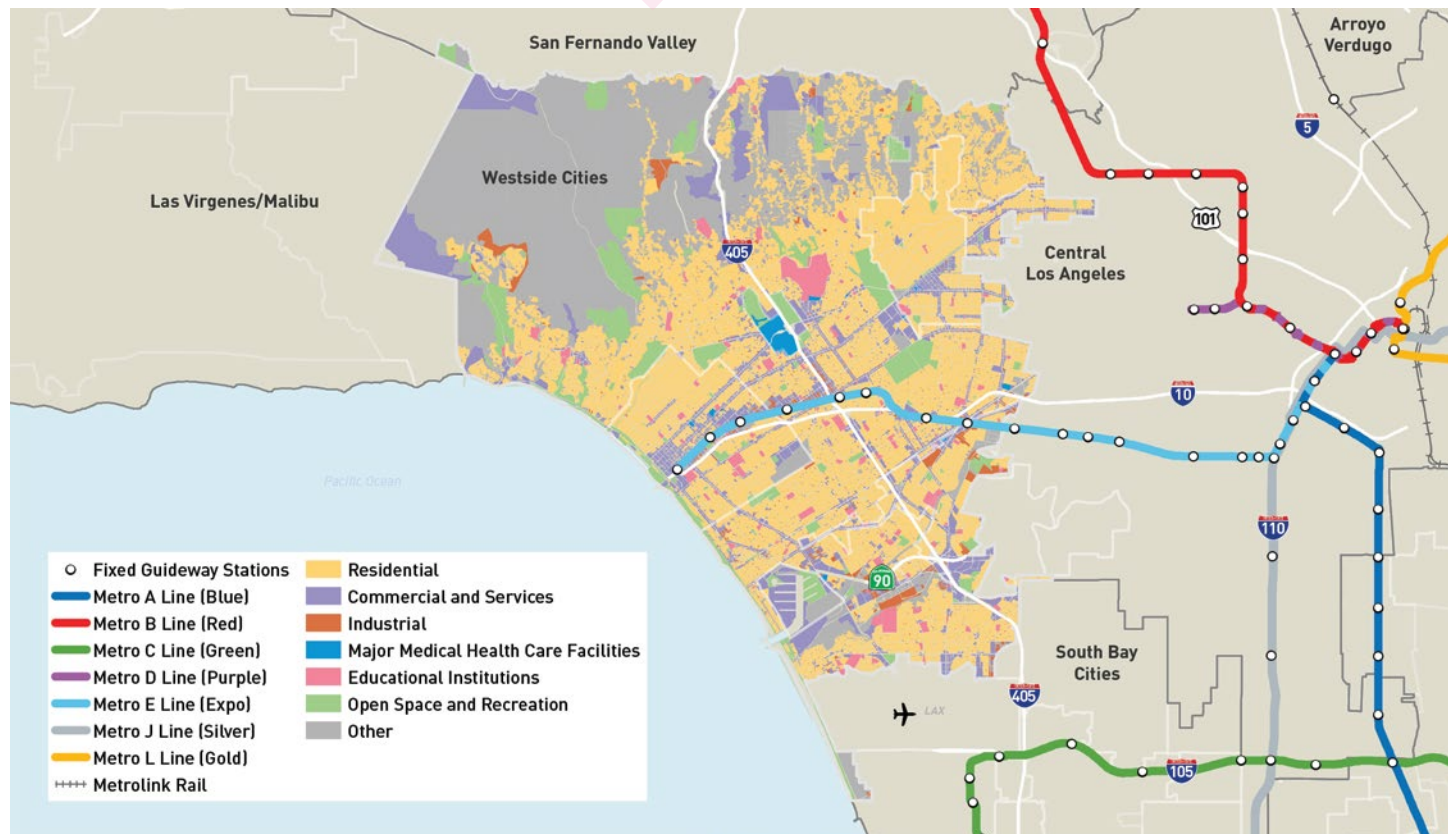 San Fernando Valley
Arroyo
Verdugo
5
Westside Cities
Las Virgenes/Malibu
101
405
Central
Los Angeles
10
Pacific Ocean
110
90
South Bay
Cities
405
LAX
105
Fixed Guideway Stations
Metro A Line (Blue)
Metro B Line (Red)
Metro C Line (Green)
Metro D Line (Purple)
Metro E Line (Expo)
Metro J Line (Silver)
Metro L Line (Gold)
Metrolink Rail
Residential
Commercial and Services
Industrial
Major Medical Health Care Facilities
Educational Institutions
Open Space and Recreation
Other